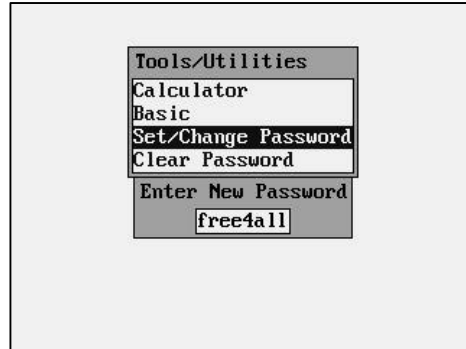 Tools/Utilities
Calculator
Basic
Set/Change Password
Clear Password
Enter New Password
free4all